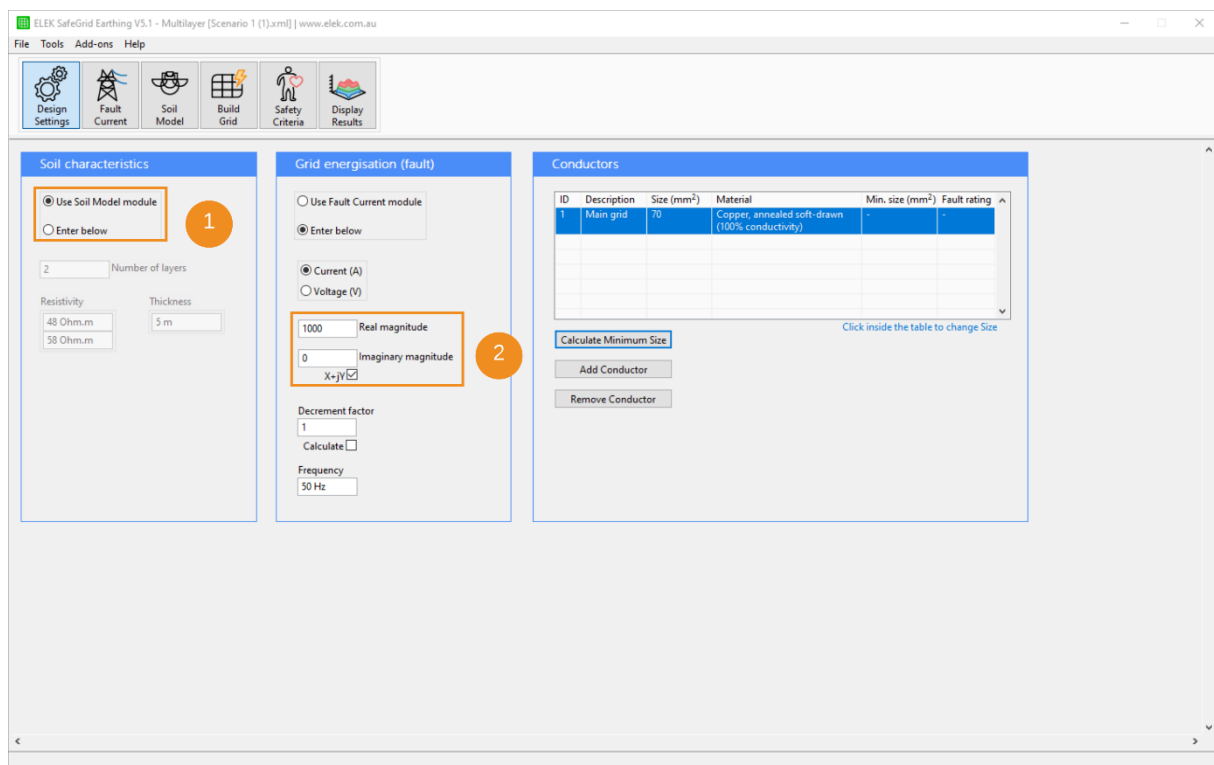 ELEK SafeGrid Earthing V5.1 - Multilayer [Scenario 1 (1).xml] | www.elek.com.au
File Tools Add-ons Help
Design Settings
Fault Current
Soil Model
Build Grid
Safety Criteria
Display Results
Soil characteristics
Use Soil Model module
Enter below
1
2 Number of layers
Resistivity Thickness
48 Ohm.m 5 m
58 Ohm.m
Grid energisation (fault)
Use Fault Current module
Enter below
Current (A)
Voltage (V)
1000 Real magnitude
0 Imaginary magnitude
X+jY
2
Decrement factor
1
Calculate
Frequency
50 Hz
Conductors
ID Description Size (mm²) Material Min. size (mm²) Fault rating
1 Main grid 70 Copper, annealed soft-drawn - -
(100% conductivity)
Click inside the table to change Size
Calculate Minimum Size
Add Conductor
Remove Conductor